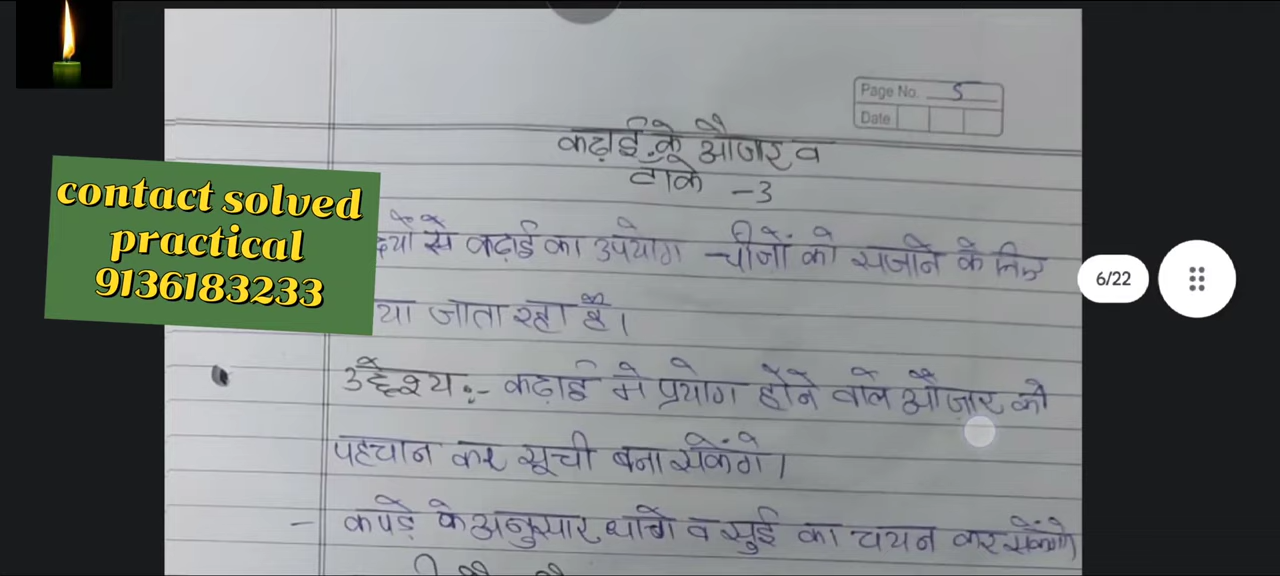 Page No. 5
Date
कढ़ाई के औजार व
टाके -3
contact solved
practical
9136183233
से कढ़ाई का उपयोग चीजों को सजाने के लिए
या जाता रहा है।
6/22
उद्देश्य :- कढ़ाई मे प्रयोग होने वाले औज़ार को
पहचान कर सूची बना सकेंगे।
- कपड़े के अनुसार धागे व सुई का चयन कर सकेंगे